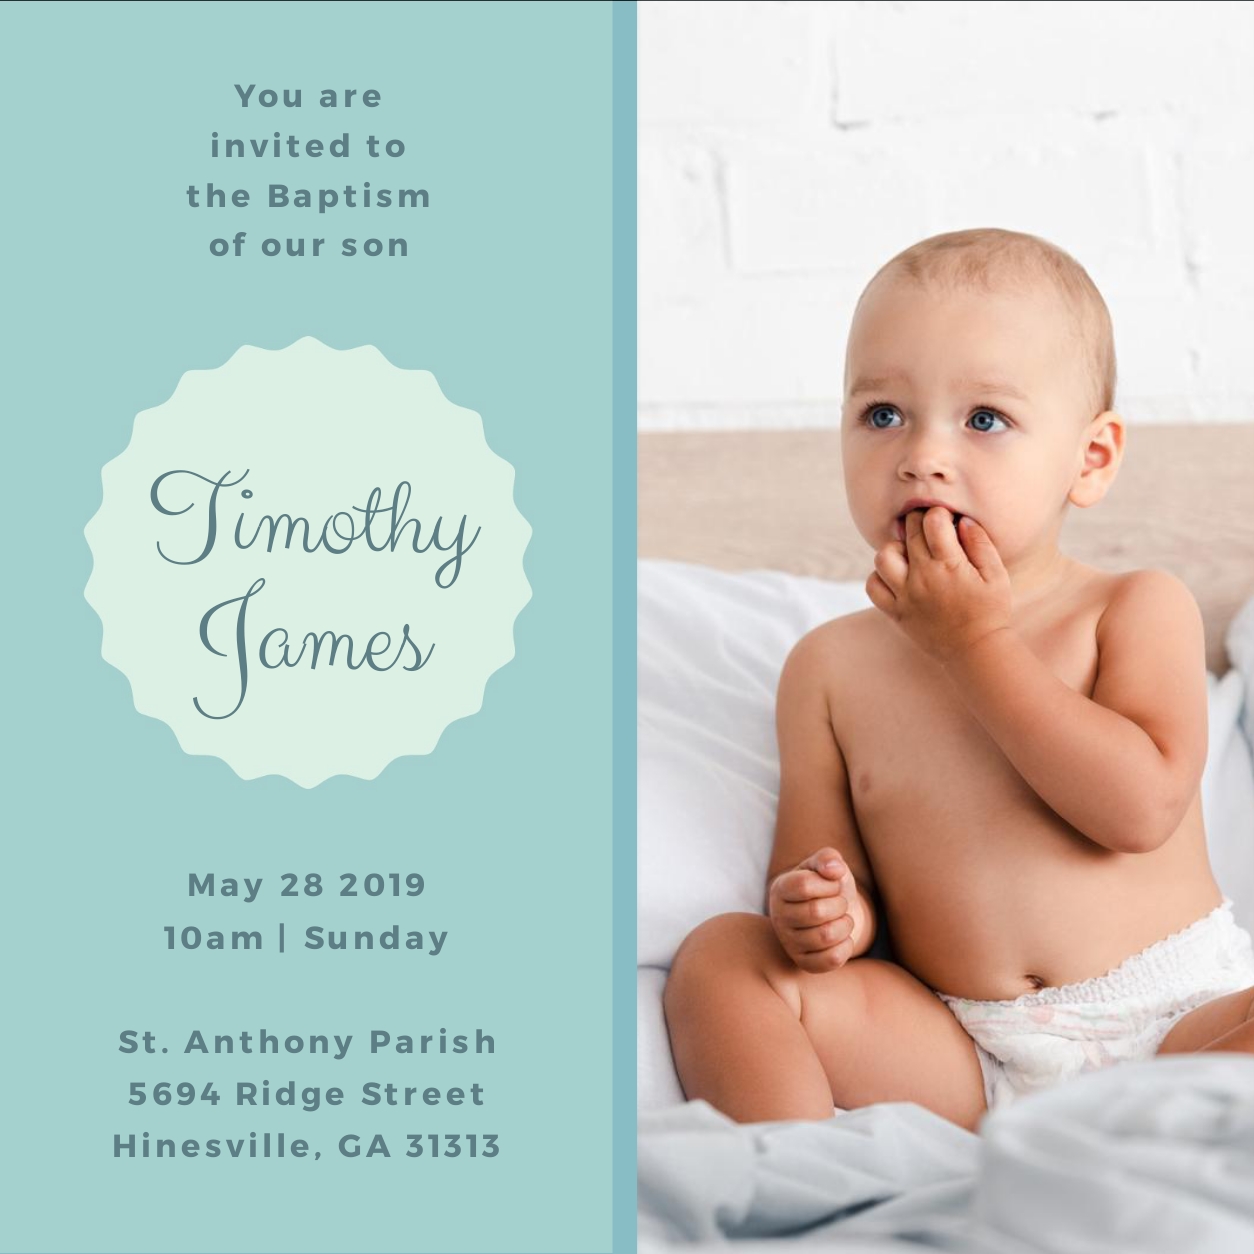 You are
invited to
the Baptism
of our son
Timothy
James
May 28 2019
10am | Sunday
St. Anthony Parish
5694 Ridge Street
Hinesville, GA 31313